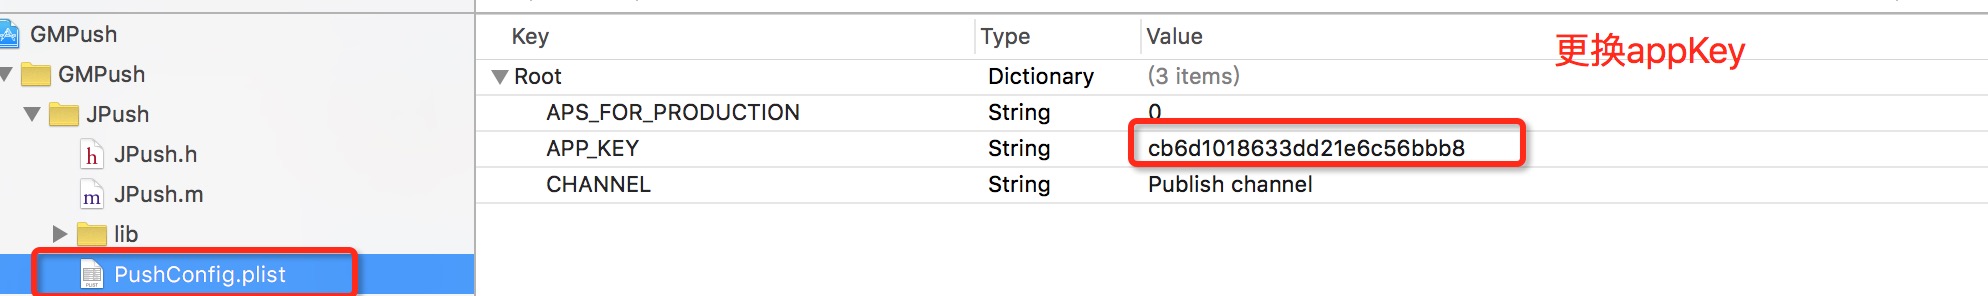 GMPush
GMPush
JPush
h JPush.h
m JPush.m
lib
PLIST PushConfig.plist
Key Type Value
更换appKey
Root Dictionary (3 items)
APS_FOR_PRODUCTION String 0
APP_KEY String cb6d1018633dd21e6c56bbb8
CHANNEL String Publish channel